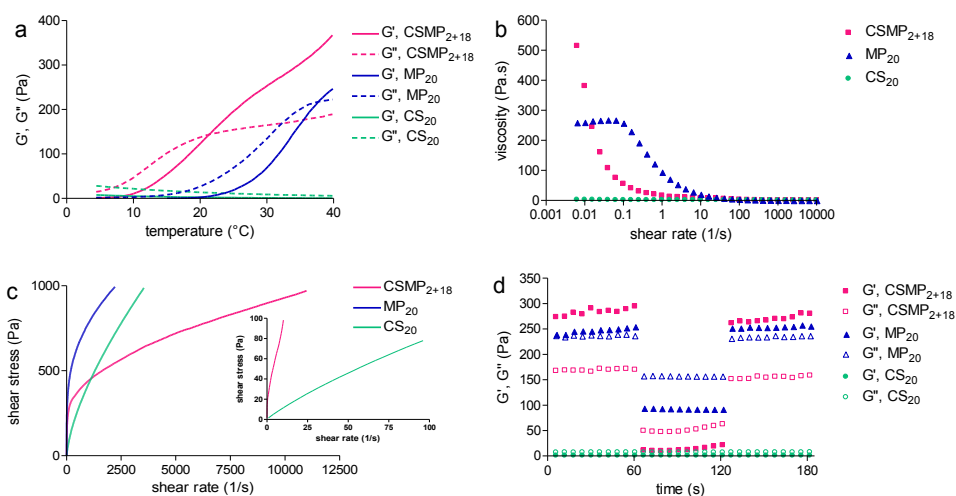 a
G', G'' (Pa)
400
300
200
100
0
0 10 20 30 40
temperature (°C)
G', CSMP2+18
G'', CSMP2+18
G', MP20
G'', MP20
G', CS20
G'', CS20
b
viscosity (Pa.s)
600
500
400
300
200
100
0
0.001 0.01 0.1 1 10 100 1000 10000
shear rate (1/s)
CSMP2+18
MP20
CS20
c
shear stress (Pa)
1000
500
0
0 2500 5000 7500 10000 12500
shear rate (1/s)
CSMP2+18
MP20
CS20
shear stress (Pa)
100
80
60
40
20
0
0 25 50 75 100
shear rate (1/s)
d
G', G'' (Pa)
350
300
250
200
150
100
50
0
0 60 120 180
time (s)
G', CSMP2+18
G'', CSMP2+18
G', MP20
G'', MP20
G', CS20
G'', CS20